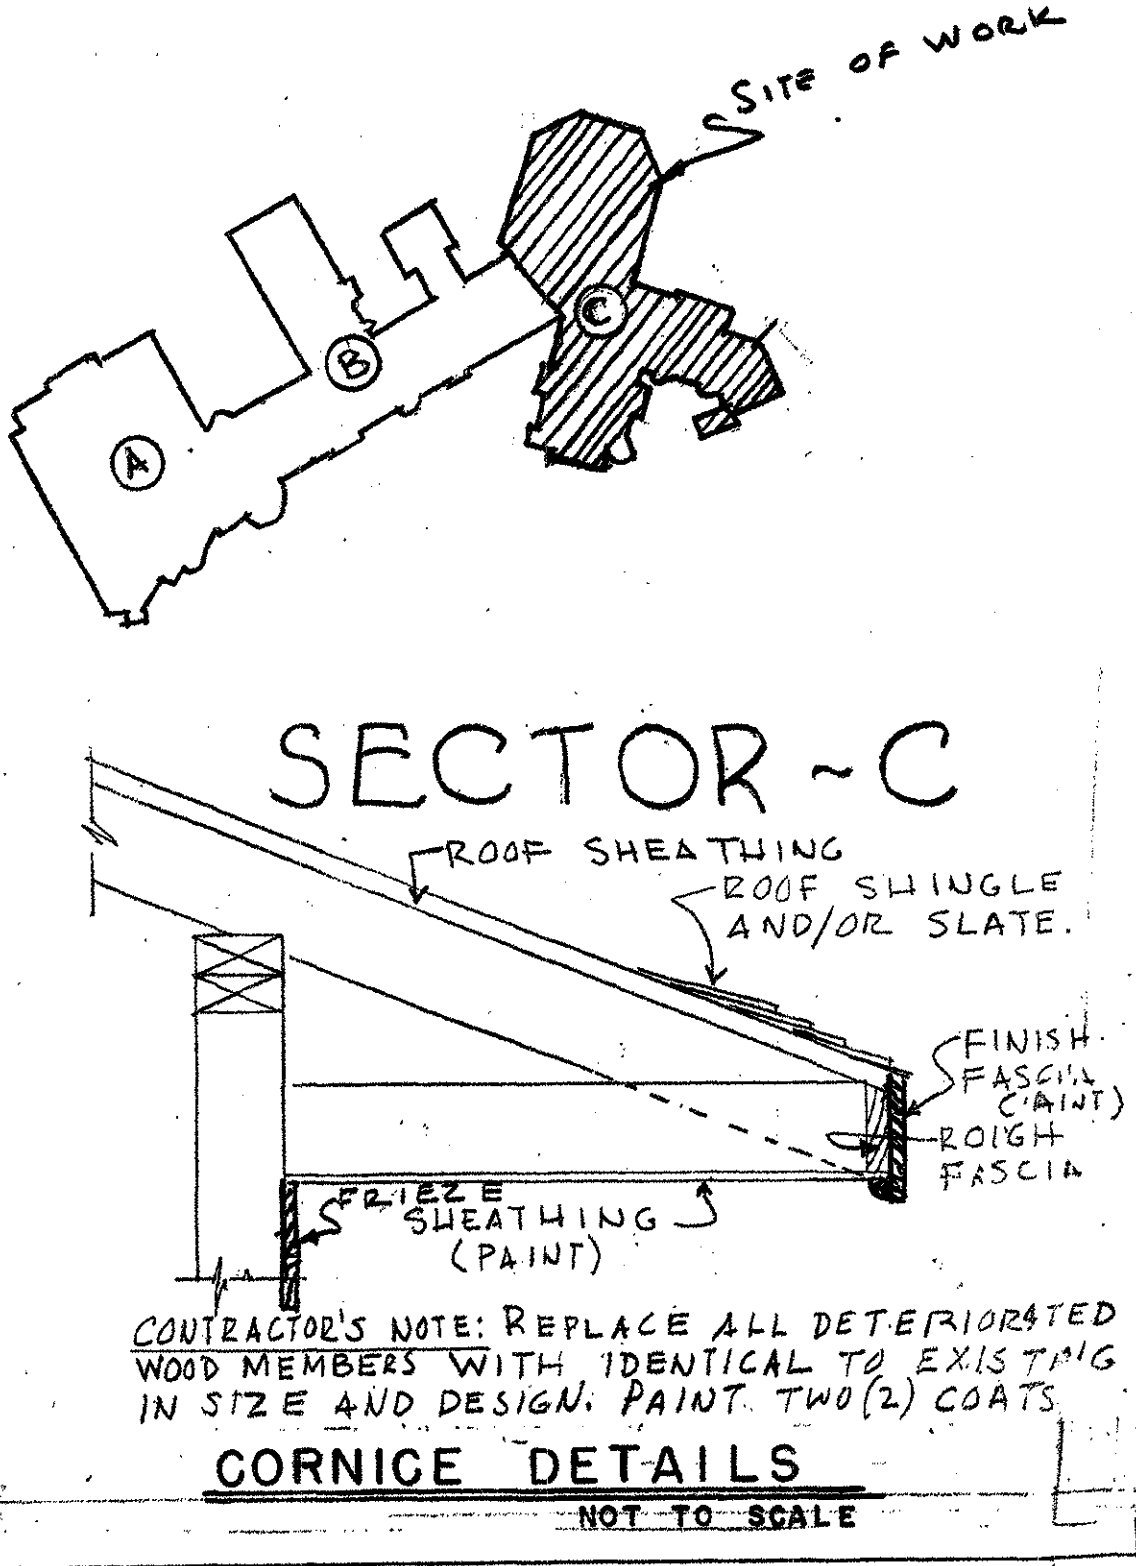 SITE OF WORK
C
B
A
SECTOR-C
ROOF SHEATHING
ROOF SHINGLE
AND/OR SLATE.
FINISH
FASCIA
(PAINT)
ROUGH
FASCIA
FRIEZE
SHEATHING
(PAINT)
CONTRACTOR'S NOTE: REPLACE ALL DETERIORATED
WOOD MEMBERS WITH IDENTICAL TO EXISTING
IN SIZE AND DESIGN. PAINT TWO (2) COATS
CORNICE DETAILS
NOT TO SCALE